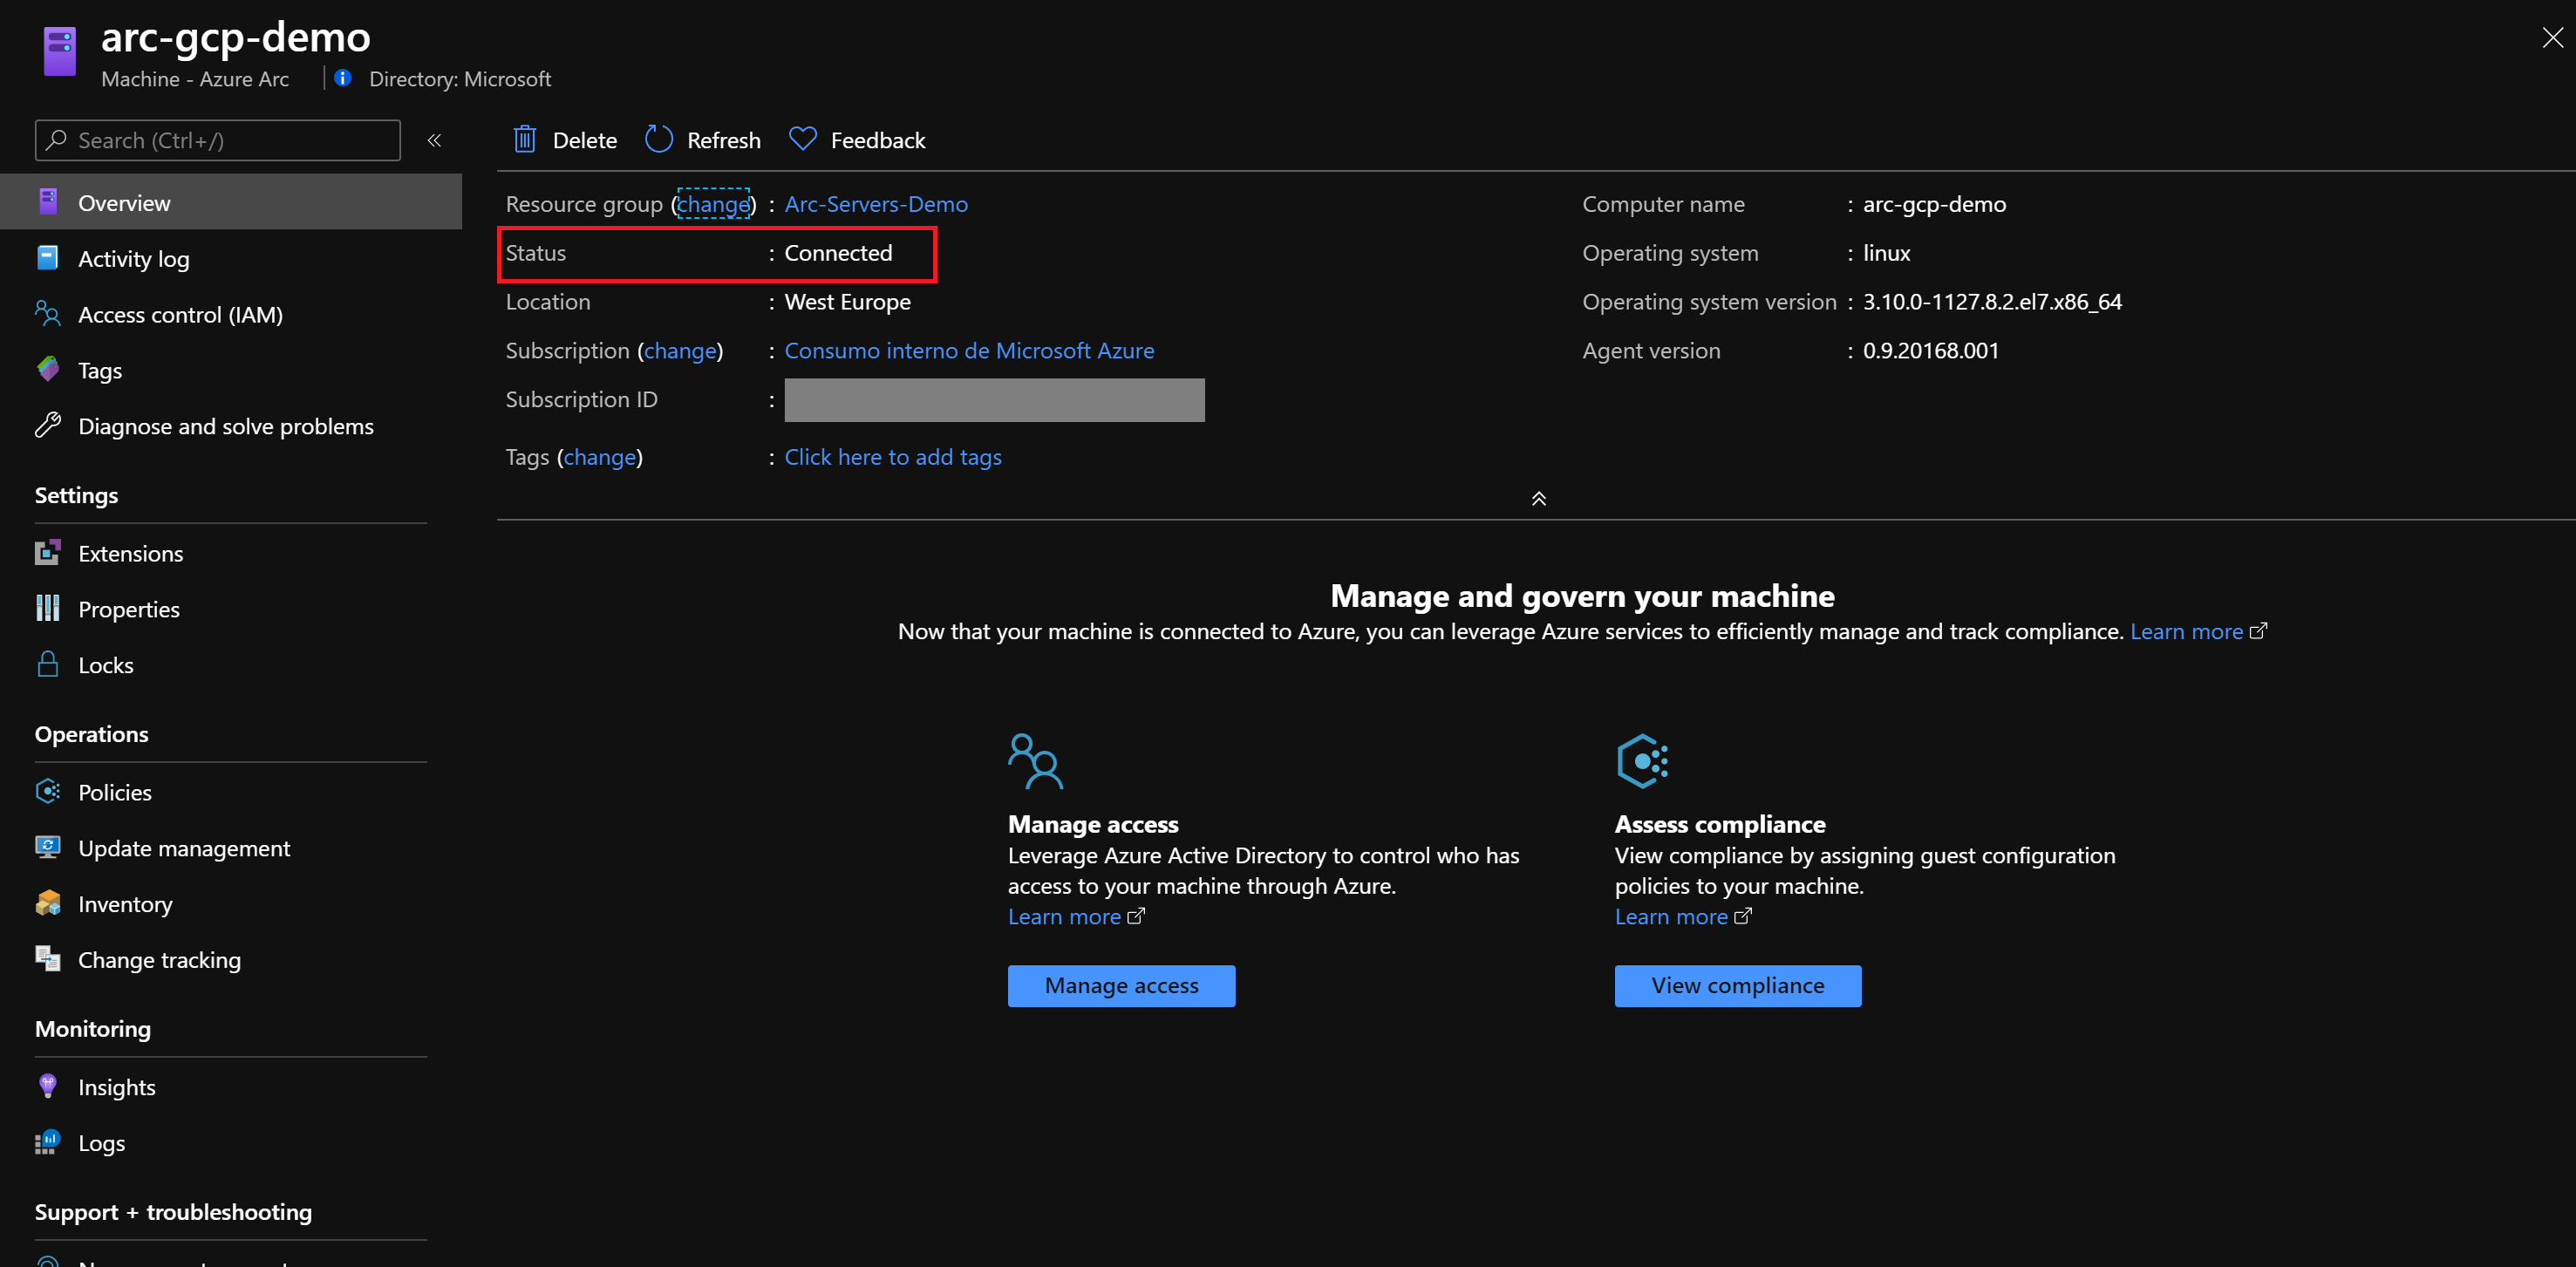 arc-gcp-demo
Machine - Azure Arc
Directory: Microsoft
Search (Ctrl+/)
Overview
Activity log
Access control (IAM)
Tags
Diagnose and solve problems
Settings
Extensions
Properties
Locks
Operations
Policies
Update management
Inventory
Change tracking
Monitoring
Insights
Logs
Support + troubleshooting
Delete Refresh Feedback
Resource group (change) : Arc-Servers-Demo
Status : Connected
Location : West Europe
Subscription (change) : Consumo interno de Microsoft Azure
Subscription ID :
Tags (change) : Click here to add tags
Computer name : arc-gcp-demo
Operating system : linux
Operating system version : 3.10.0-1127.8.2.el7.x86_64
Agent version : 0.9.20168.001
Manage and govern your machine
Now that your machine is connected to Azure, you can leverage Azure services to efficiently manage and track compliance. Learn more
Manage access
Leverage Azure Active Directory to control who has
access to your machine through Azure.
Learn more
Manage access
Assess compliance
View compliance by assigning guest configuration
policies to your machine.
Learn more
View compliance